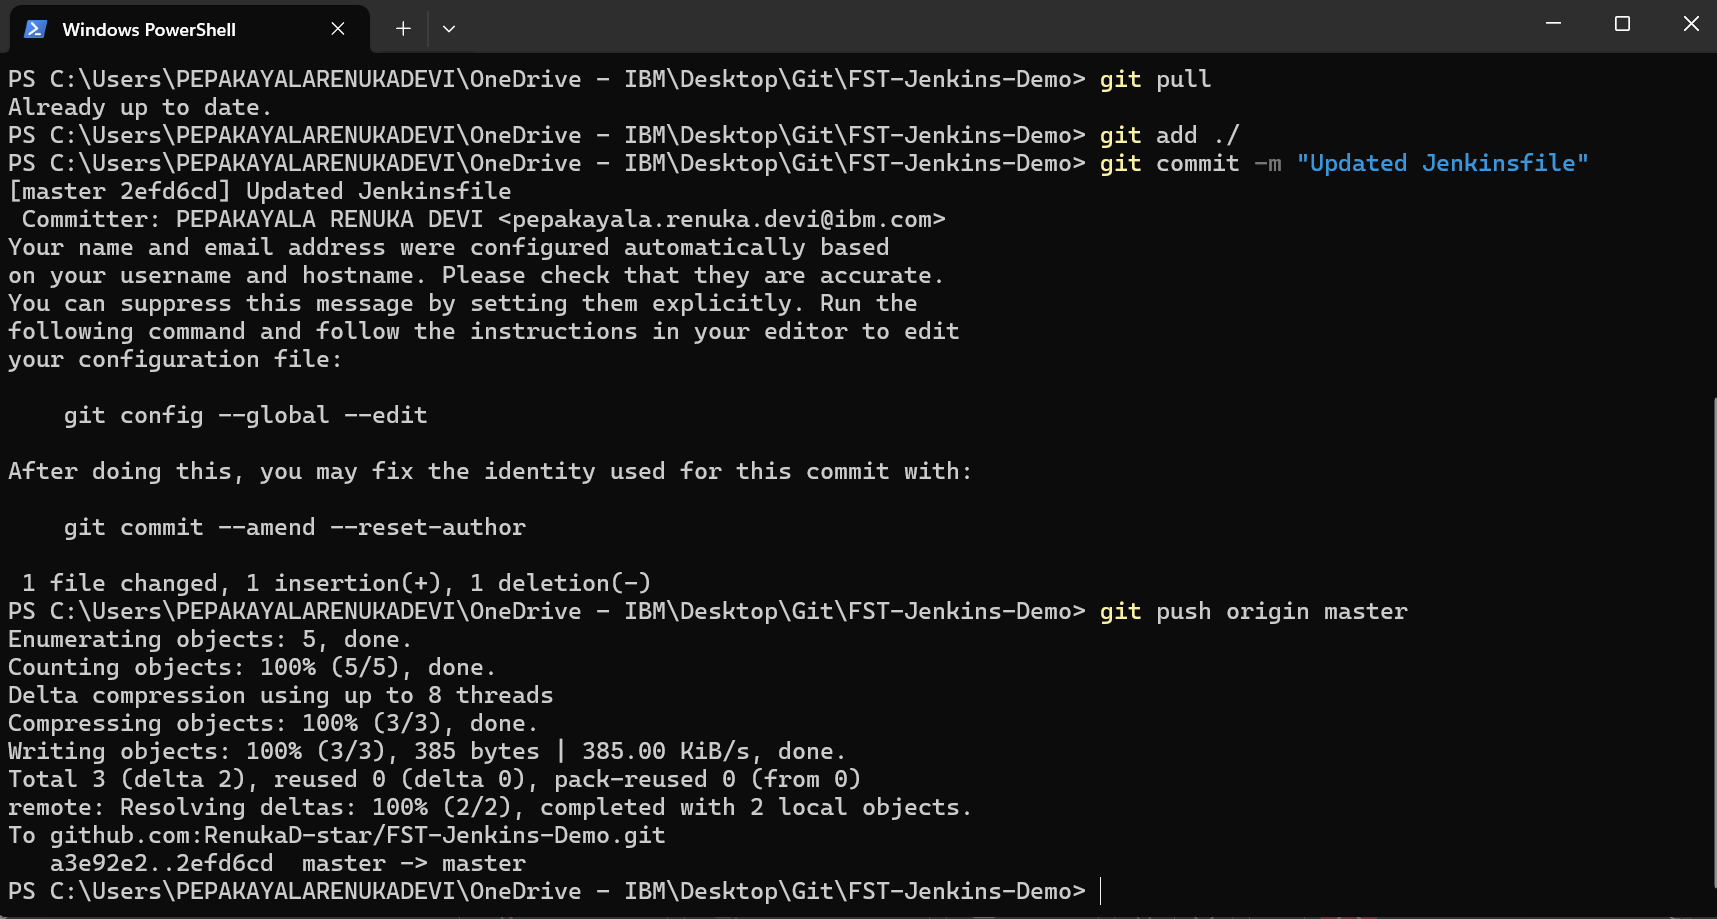 Windows PowerShell
PS C:\Users\PEPAKAYALARENUKADEVI\OneDrive - IBM\Desktop\Git\FST-Jenkins-Demo> git pull
Already up to date.
PS C:\Users\PEPAKAYALARENUKADEVI\OneDrive - IBM\Desktop\Git\FST-Jenkins-Demo> git add ./
PS C:\Users\PEPAKAYALARENUKADEVI\OneDrive - IBM\Desktop\Git\FST-Jenkins-Demo> git commit -m "Updated Jenkinsfile"
[master 2efd6cd] Updated Jenkinsfile
 Committer: PEPAKAYALA RENUKA DEVI <pepakayala.renuka.devi@ibm.com>
Your name and email address were configured automatically based
on your username and hostname. Please check that they are accurate.
You can suppress this message by setting them explicitly. Run the
following command and follow the instructions in your editor to edit
your configuration file:
    git config --global --edit
After doing this, you may fix the identity used for this commit with:
    git commit --amend --reset-author
 1 file changed, 1 insertion(+), 1 deletion(-)
PS C:\Users\PEPAKAYALARENUKADEVI\OneDrive - IBM\Desktop\Git\FST-Jenkins-Demo> git push origin master
Enumerating objects: 5, done.
Counting objects: 100% (5/5), done.
Delta compression using up to 8 threads
Compressing objects: 100% (3/3), done.
Writing objects: 100% (3/3), 385 bytes | 385.00 KiB/s, done.
Total 3 (delta 2), reused 0 (delta 0), pack-reused 0 (from 0)
remote: Resolving deltas: 100% (2/2), completed with 2 local objects.
To github.com:RenukaD-star/FST-Jenkins-Demo.git
   a3e92e2..2efd6cd  master -> master
PS C:\Users\PEPAKAYALARENUKADEVI\OneDrive - IBM\Desktop\Git\FST-Jenkins-Demo>